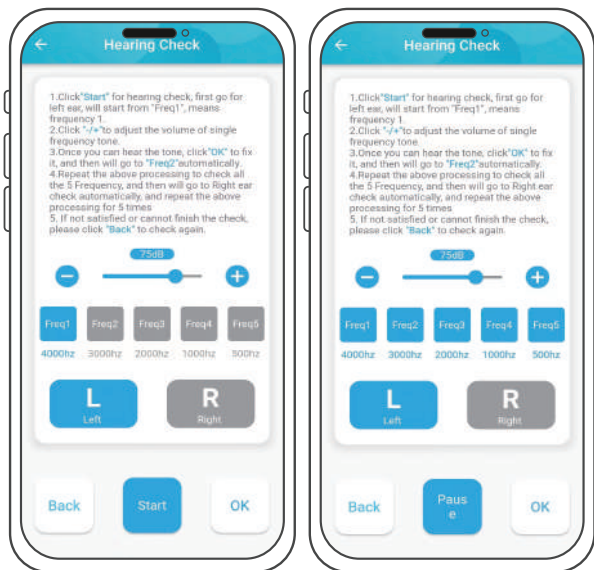 Hearing Check
1.Click"Start" for hearing check, first go for
left ear, will start from "Freq1", means
frequency 1.
2.Click "-/+"to adjust the volume of single
frequency tone.
3.Once you can hear the tone, click"OK" to fix
it, and then will go to "Freq2"automatically.
4.Repeat the above processing to check all
the 5 Frequency, and then will go to Right ear
check automatically, and repeat the above
processing for 5 times
5. If not satisfied or cannot finish the check,
please click "Back" to check again.
75dB
Freq1 Freq2 Freq3 Freq4 Freq5
4000hz 3000hz 2000hz 1000hz 500hz
L R
Left Right
Back Start OK
Hearing Check
1.Click"Start" for hearing check, first go for
left ear, will start from "Freq1", means
frequency 1.
2.Click "-/+"to adjust the volume of single
frequency tone.
3.Once you can hear the tone, click"OK" to fix
it, and then will go to "Freq2"automatically.
4.Repeat the above processing to check all
the 5 Frequency, and then will go to Right ear
check automatically, and repeat the above
processing for 5 times
5. If not satisfied or cannot finish the check,
please click "Back" to check again.
75dB
Freq1 Freq2 Freq3 Freq4 Freq5
4000hz 3000hz 2000hz 1000hz 500hz
L R
Left Right
Back Paus OK
e